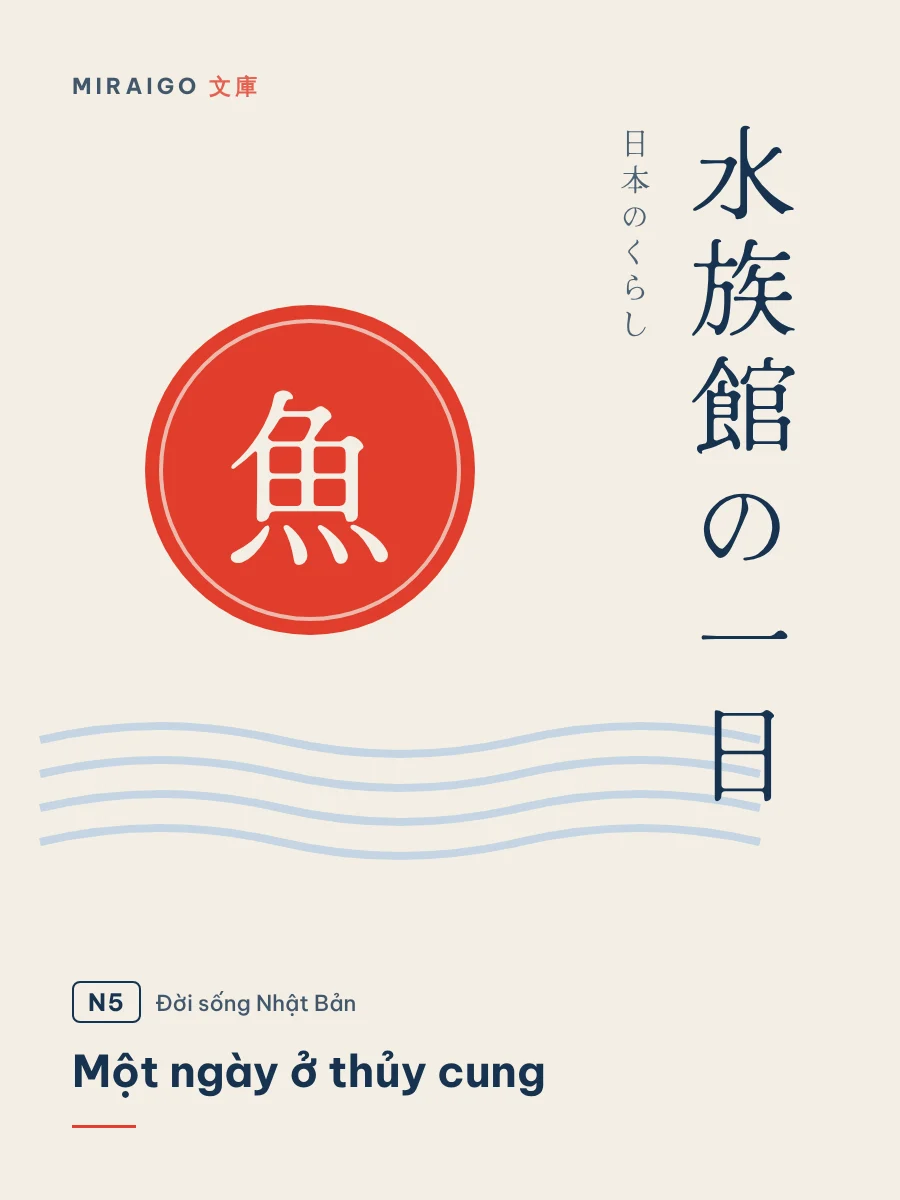 MIRAIGO 文庫
水族館の一日
日本のくらし
魚
N5
Đời sống Nhật Bản
Một ngày ở thủy cung